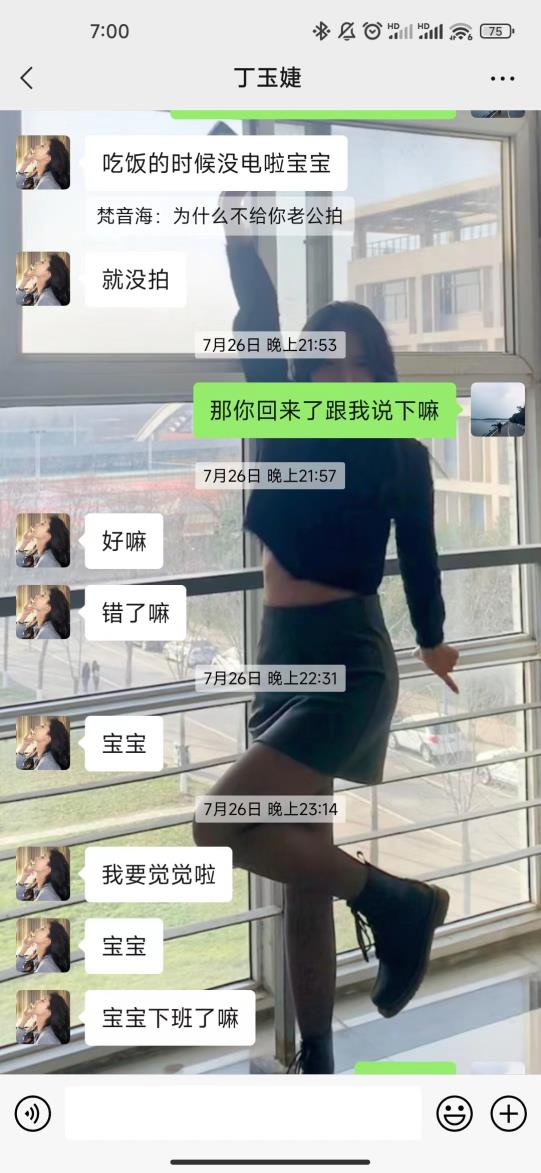 7:00
HD HD 6 75
丁玉婕
吃饭的时候没电啦宝宝
梵音海：为什么不给你老公拍
就没拍
7月26日 晚上21:53
那你回来了跟我说下嘛
7月26日 晚上21:57
好嘛
错了嘛
7月26日 晚上22:31
宝宝
7月26日 晚上23:14
我要觉觉啦
宝宝
宝宝下班了嘛